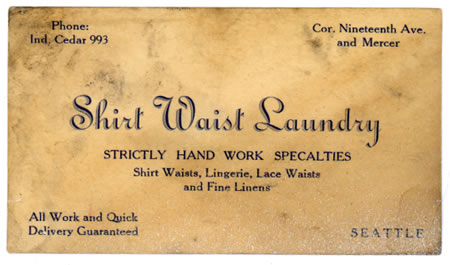 Phone:
Ind. Cedar 993
Cor. Nineteenth Ave.
and Mercer
Shirt Waist Laundry
STRICTLY HAND WORK SPECALTIES
Shirt Waists, Lingerie, Lace Waists
and Fine Linens
All Work and Quick
Delivery Guaranteed
SEATTLE